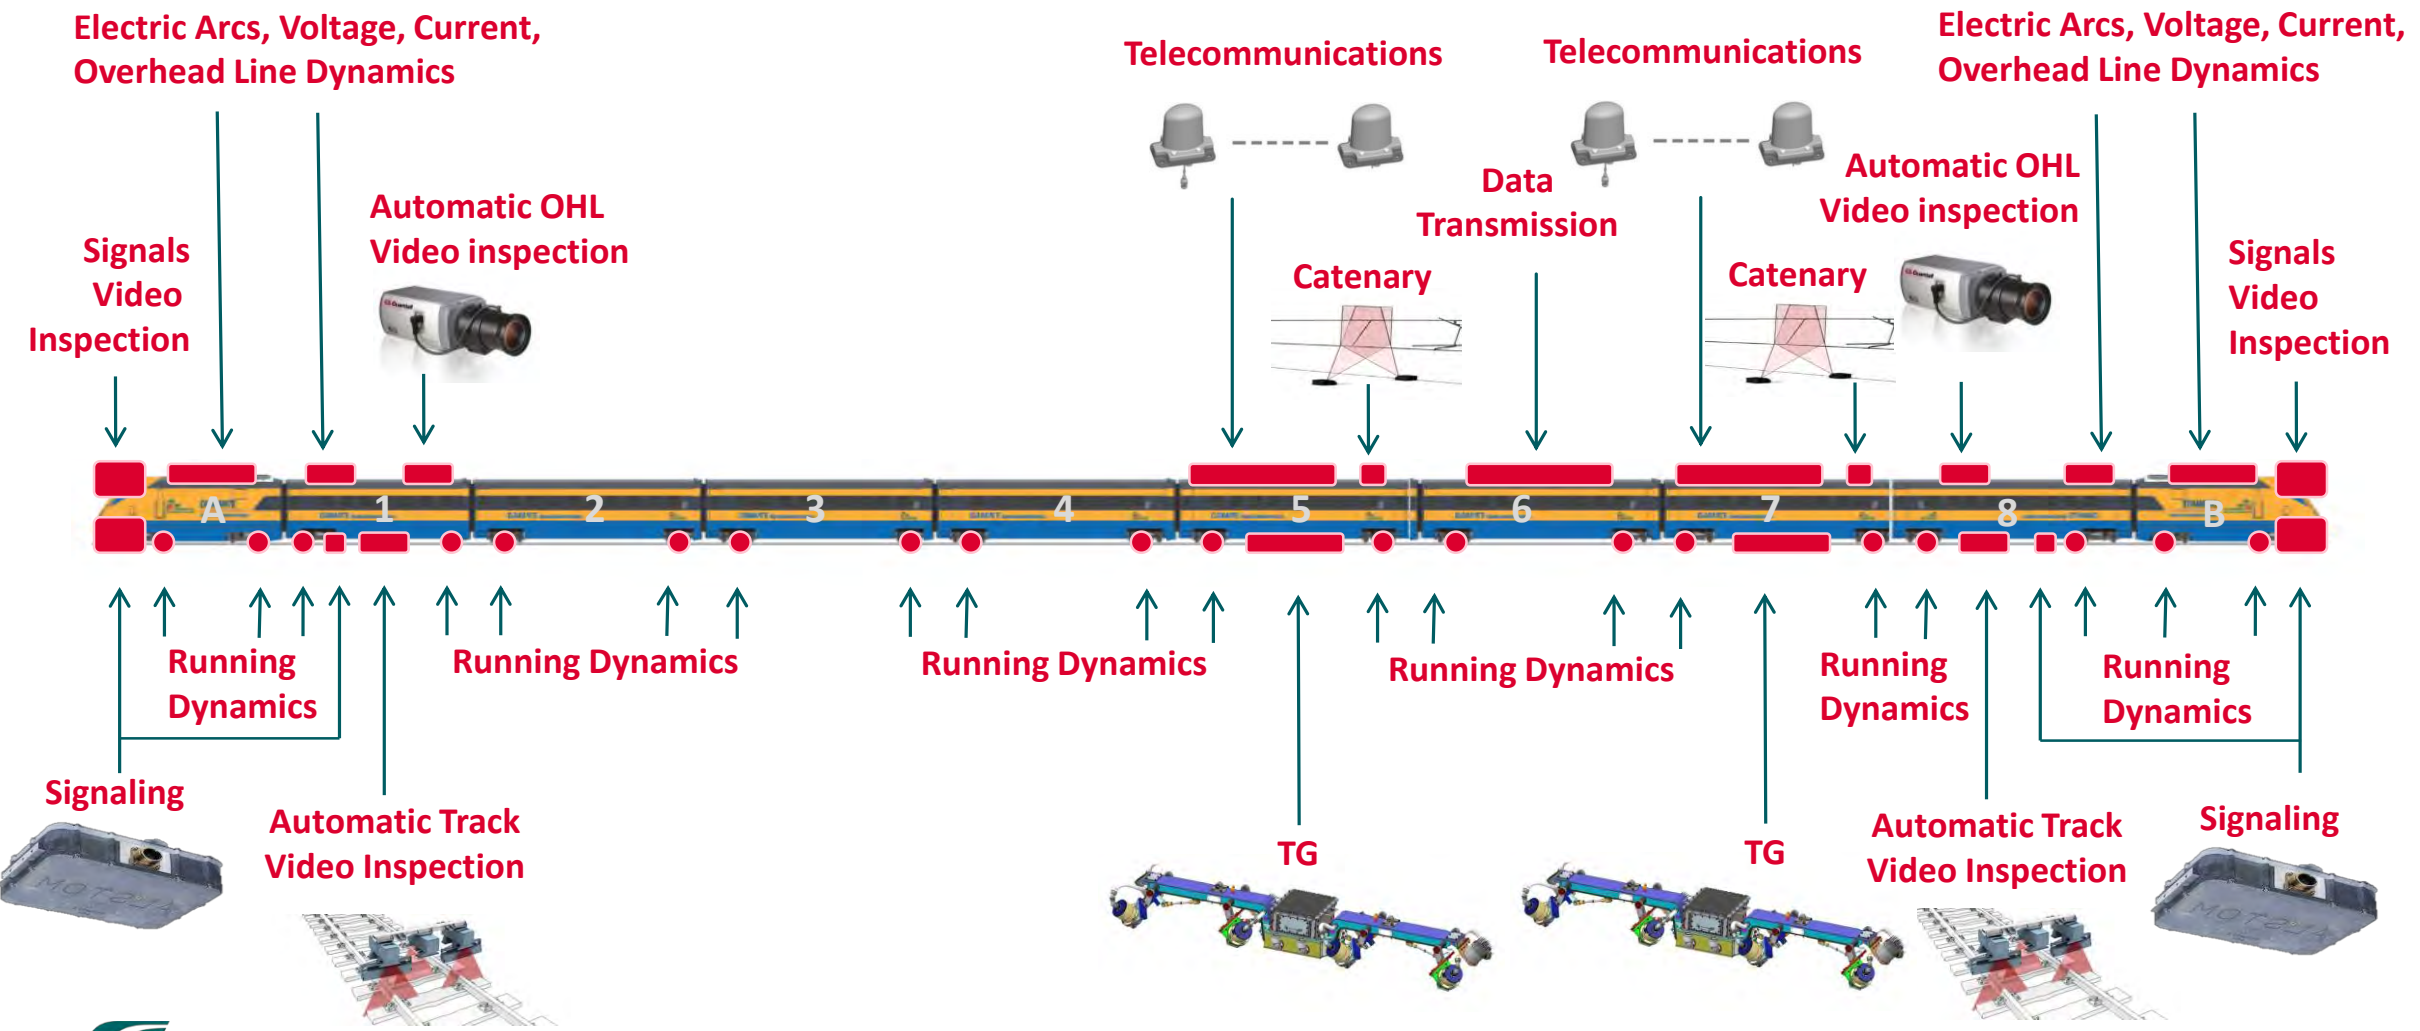 Electric Arcs, Voltage, Current,
Overhead Line Dynamics
Telecommunications
Telecommunications
Electric Arcs, Voltage, Current,
Overhead Line Dynamics
Signals
Video
Inspection
Automatic OHL
Video inspection
Data
Transmission
Catenary
Catenary
Automatic OHL
Video inspection
Signals
Video
Inspection
A
1
2
3
4
5
6
7
8
B
Running
Dynamics
Running Dynamics
Running Dynamics
Running Dynamics
Running
Dynamics
Running
Dynamics
Signaling
Automatic Track
Video Inspection
TG
TG
Automatic Track
Video Inspection
Signaling